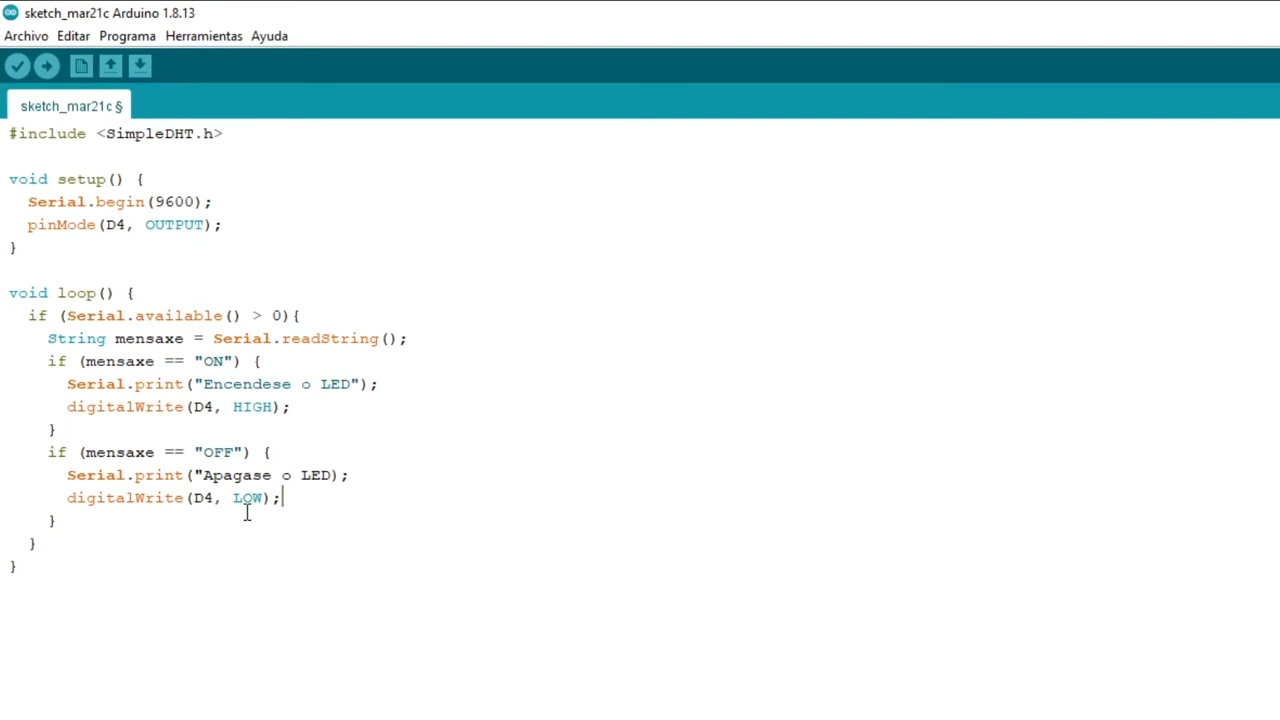 sketch_mar21c Arduino 1.8.13
Archivo Editar Programa Herramientas Ayuda
sketch_mar21c §
#include <SimpleDHT.h>
void setup() {
  Serial.begin(9600);
  pinMode(D4, OUTPUT);
}
void loop() {
  if (Serial.available() > 0){
    String mensaxe = Serial.readString();
    if (mensaxe == "ON") {
      Serial.print("Encendese o LED");
      digitalWrite(D4, HIGH);
    }
    if (mensaxe == "OFF") {
      Serial.print("Apagase o LED);
      digitalWrite(D4, LOW);
    }
  }
}